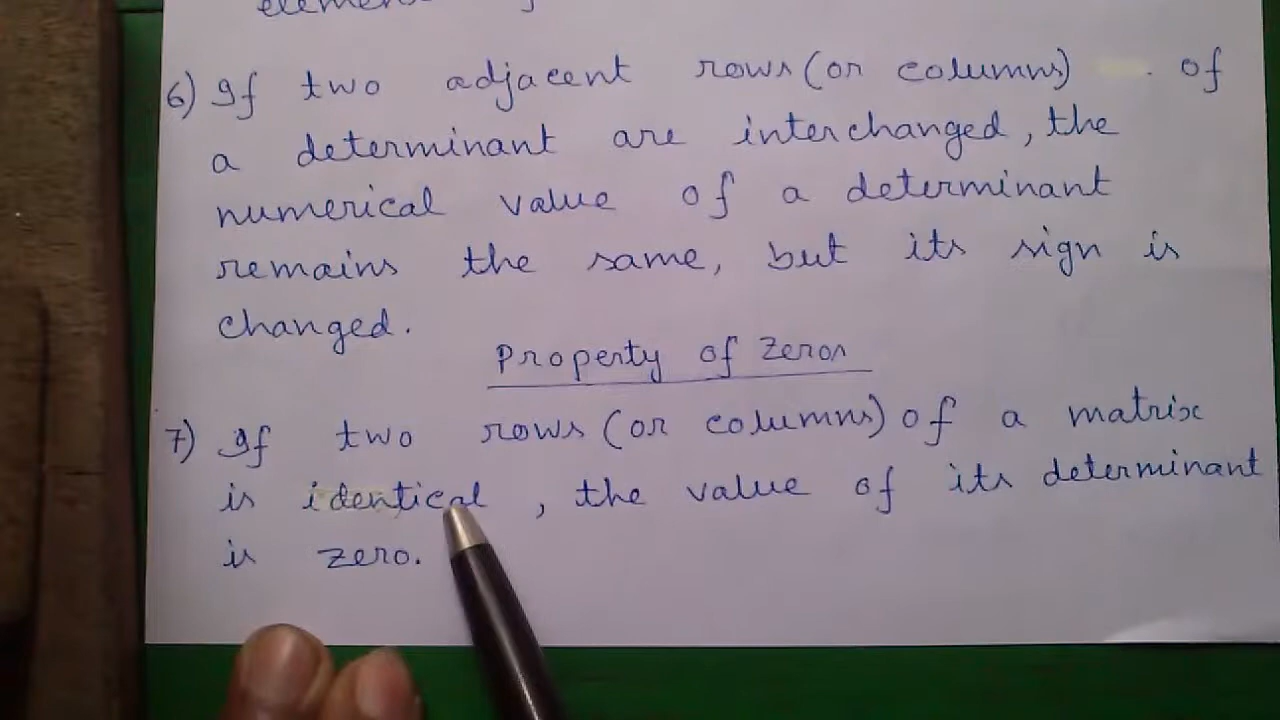 6) If two adjacent rows (or columns) of
a determinant are interchanged, the
numerical value of a determinant
remains the same, but its sign is
changed.
Property of Zeros
7) If two rows (or columns) of a matrix
is identical, the value of its determinant
is zero.